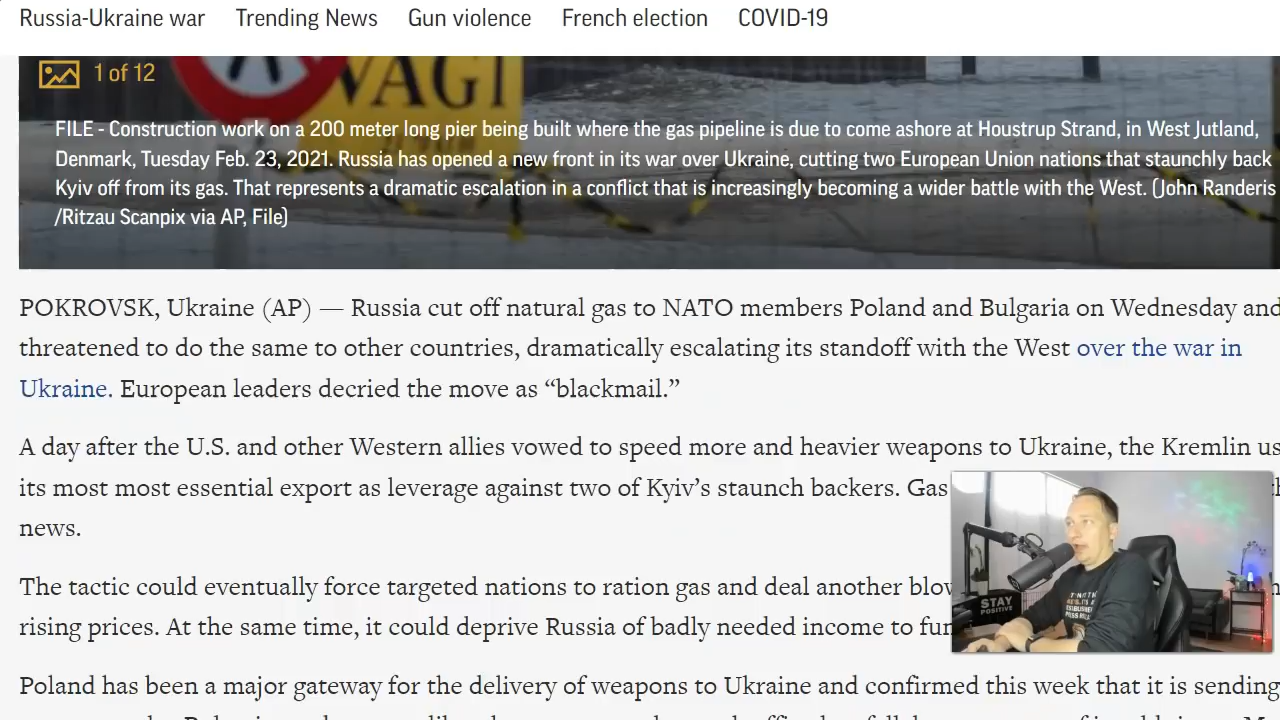 Russia-Ukraine war Trending News Gun violence French election COVID-19
1 of 12
VAGT
FILE - Construction work on a 200 meter long pier being built where the gas pipeline is due to come ashore at Houstrup Strand, in West Jutland,
Denmark, Tuesday Feb. 23, 2021. Russia has opened a new front in its war over Ukraine, cutting two European Union nations that staunchly back
Kyiv off from its gas. That represents a dramatic escalation in a conflict that is increasingly becoming a wider battle with the West. (John Randeris
/Ritzau Scanpix via AP, File)
POKROVSK, Ukraine (AP) — Russia cut off natural gas to NATO members Poland and Bulgaria on Wednesday and
threatened to do the same to other countries, dramatically escalating its standoff with the West over the war in
Ukraine. European leaders decried the move as “blackmail.”
A day after the U.S. and other Western allies vowed to speed more and heavier weapons to Ukraine, the Kremlin us
its most most essential export as leverage against two of Kyiv’s staunch backers. Gas
news.
The tactic could eventually force targeted nations to ration gas and deal another blow
rising prices. At the same time, it could deprive Russia of badly needed income to fun
STAY
POSITIVE
Poland has been a major gateway for the delivery of weapons to Ukraine and confirmed this week that it is sending